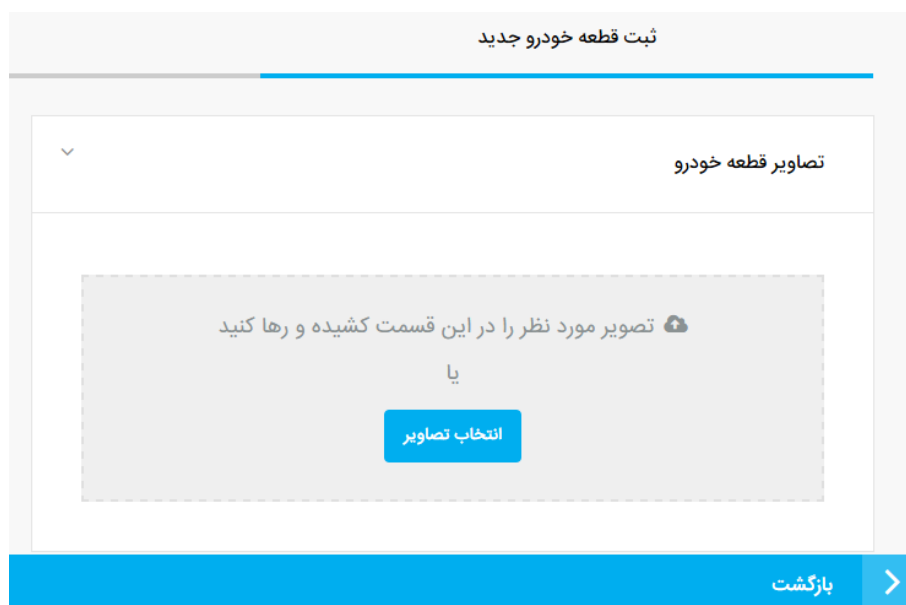 ثبت قطعه خودرو جدید
تصاویر قطعه خودرو
تصویر مورد نظر را در این قسمت کشیده و رها کنید
یا
انتخاب تصاویر
بازگشت